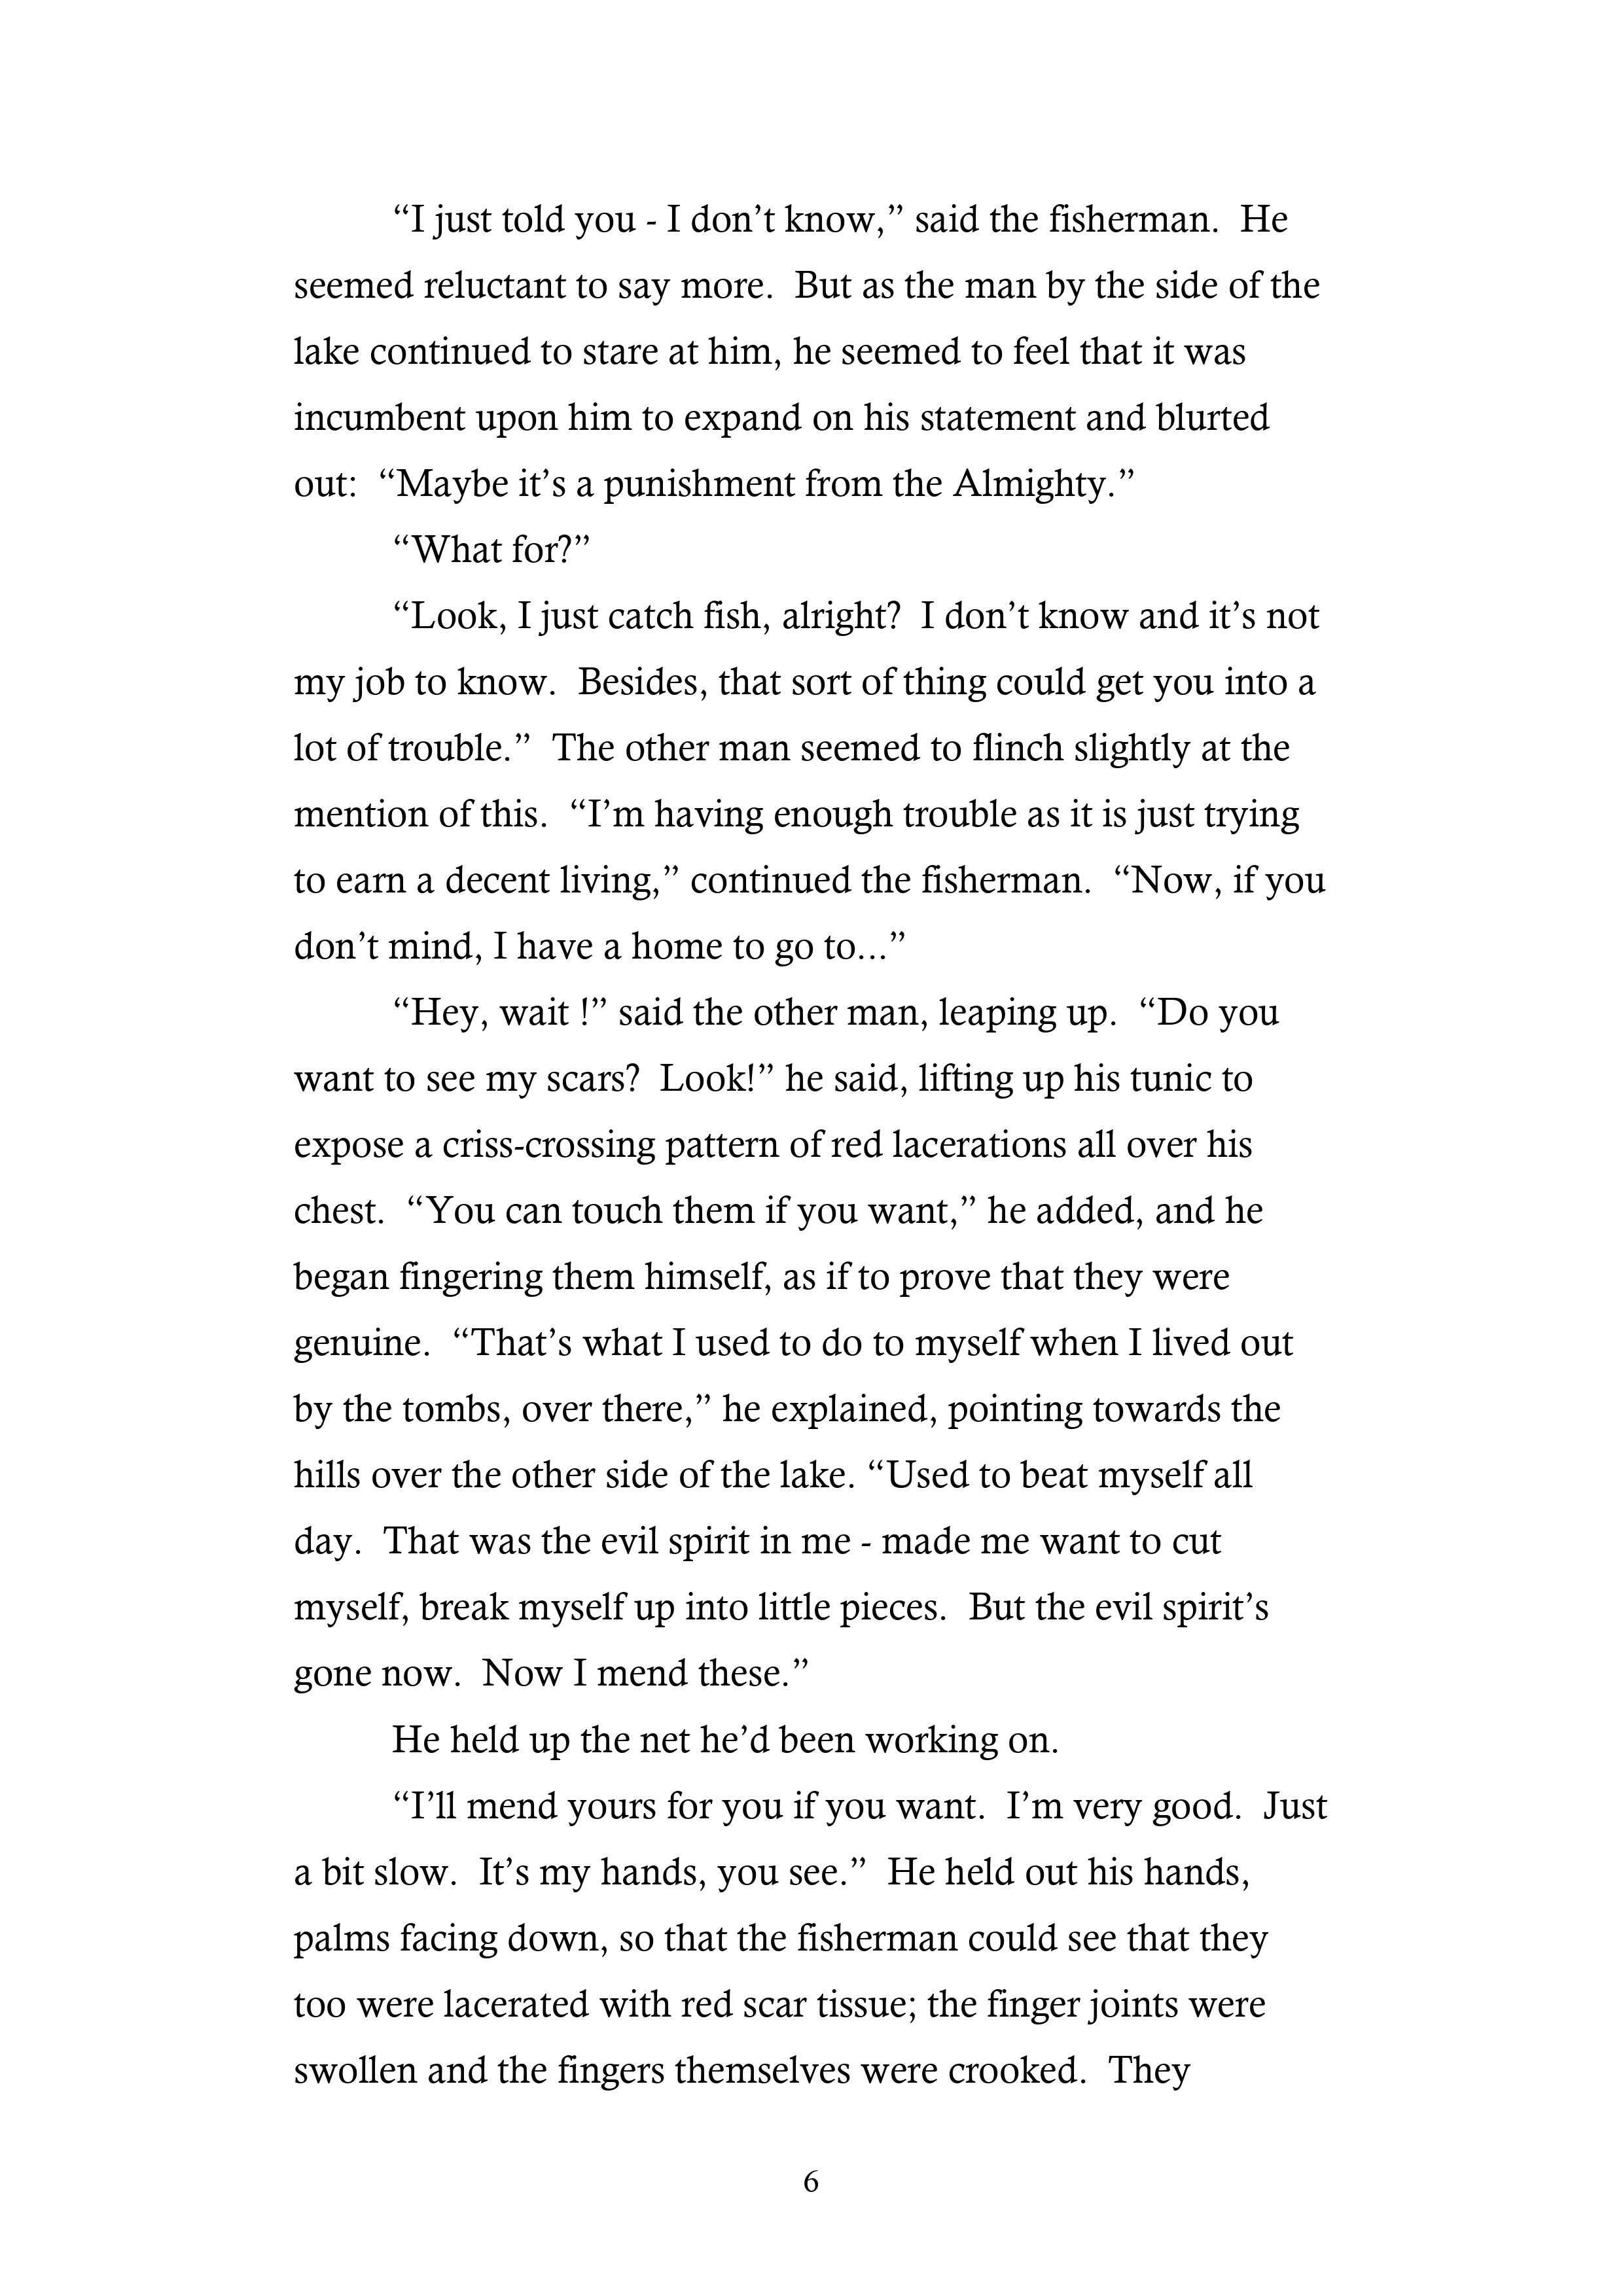 “I just told you - I don’t know,” said the fisherman.  He
seemed reluctant to say more.  But as the man by the side of the
lake continued to stare at him, he seemed to feel that it was
incumbent upon him to expand on his statement and blurted
out:  “Maybe it’s a punishment from the Almighty.”
“What for?”
“Look, I just catch fish, alright?  I don’t know and it’s not
my job to know.  Besides, that sort of thing could get you into a
lot of trouble.”  The other man seemed to flinch slightly at the
mention of this.  “I’m having enough trouble as it is just trying
to earn a decent living,” continued the fisherman.  “Now, if you
don’t mind, I have a home to go to...”
“Hey, wait !” said the other man, leaping up.  “Do you
want to see my scars?  Look!” he said, lifting up his tunic to
expose a criss-crossing pattern of red lacerations all over his
chest.  “You can touch them if you want,” he added, and he
began fingering them himself, as if to prove that they were
genuine.  “That’s what I used to do to myself when I lived out
by the tombs, over there,” he explained, pointing towards the
hills over the other side of the lake. “Used to beat myself all
day.  That was the evil spirit in me - made me want to cut
myself, break myself up into little pieces.  But the evil spirit’s
gone now.  Now I mend these.”
He held up the net he’d been working on.
“I’ll mend yours for you if you want.  I’m very good.  Just
a bit slow.  It’s my hands, you see.”  He held out his hands,
palms facing down, so that the fisherman could see that they
too were lacerated with red scar tissue; the finger joints were
swollen and the fingers themselves were crooked.  They
6